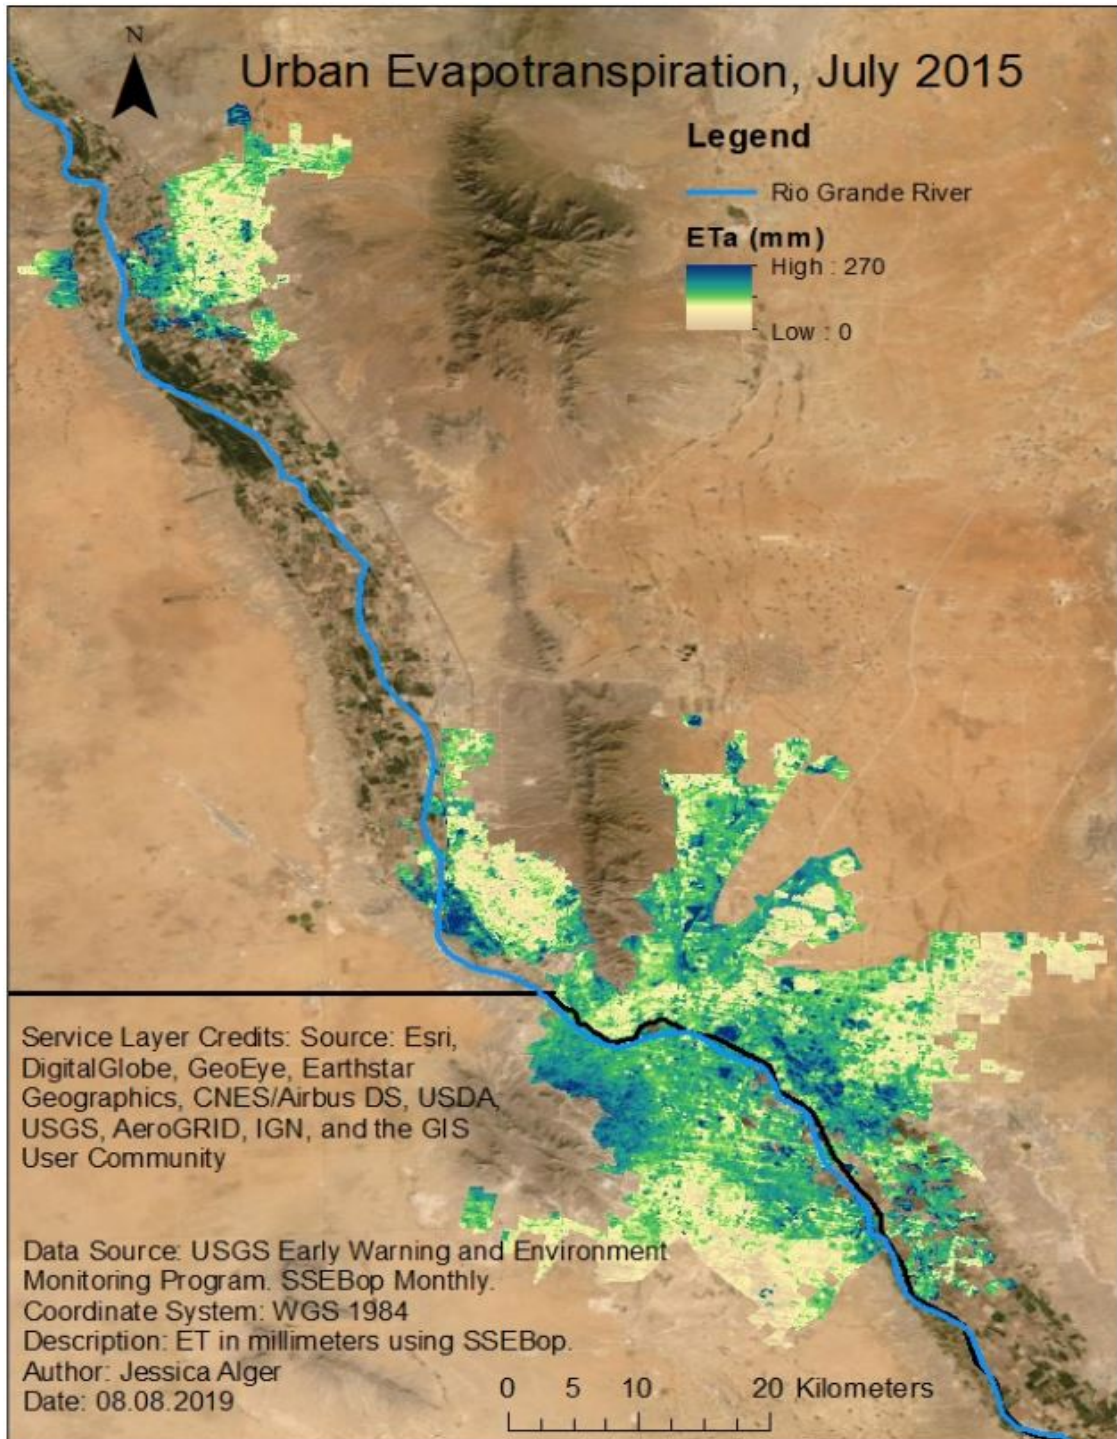 N
Urban Evapotranspiration, July 2015
Legend
Rio Grande River
ETa (mm)
High : 270
Low : 0
Service Layer Credits: Source: Esri,
DigitalGlobe, GeoEye, Earthstar
Geographics, CNES/Airbus DS, USDA,
USGS, AeroGRID, IGN, and the GIS
User Community
Data Source: USGS Early Warning and Environment
Monitoring Program. SSEBop Monthly.
Coordinate System: WGS 1984
Description: ET in millimeters using SSEBop.
Author: Jessica Alger
Date: 08.08.2019
0 5 10 20 Kilometers